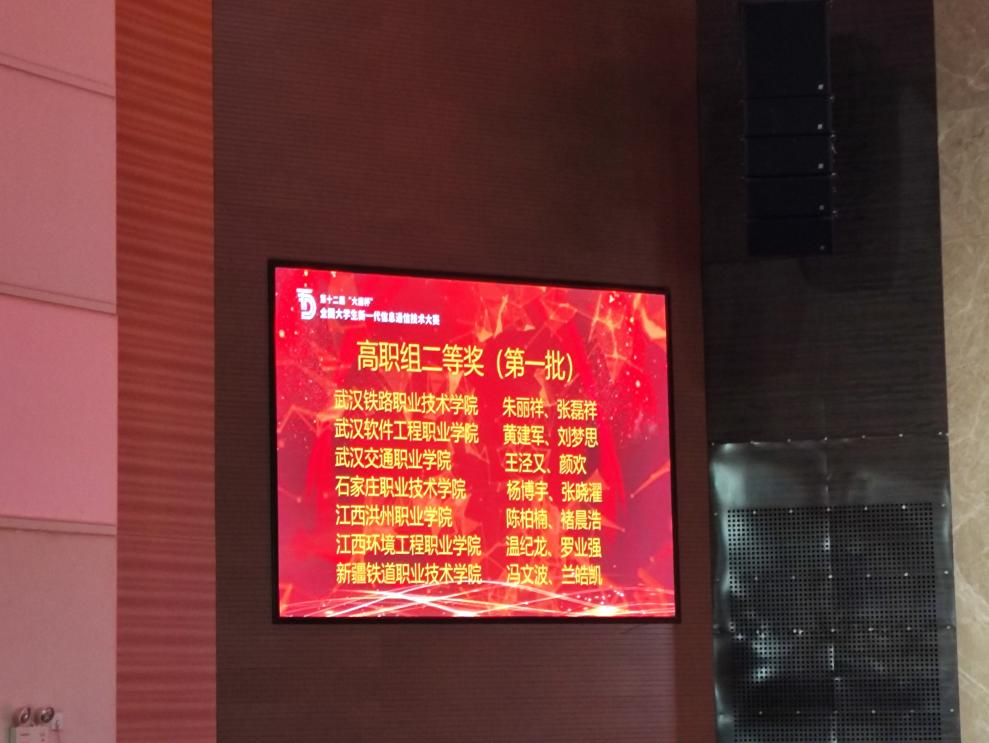 第十二届“大唐杯”
全国大学生新一代信息通信技术大赛
高职组二等奖（第一批）
武汉铁路职业技术学院 朱丽祥、张磊祥
武汉软件工程职业学院 黄建军、刘梦思
武汉交通职业学院 王泾又、颜欢
石家庄职业技术学院 杨博宇、张晓濯
江西洪州职业学院 陈柏楠、褚晨浩
江西环境工程职业学院 温纪龙、罗业强
新疆铁道职业技术学院 冯文波、兰皓凯